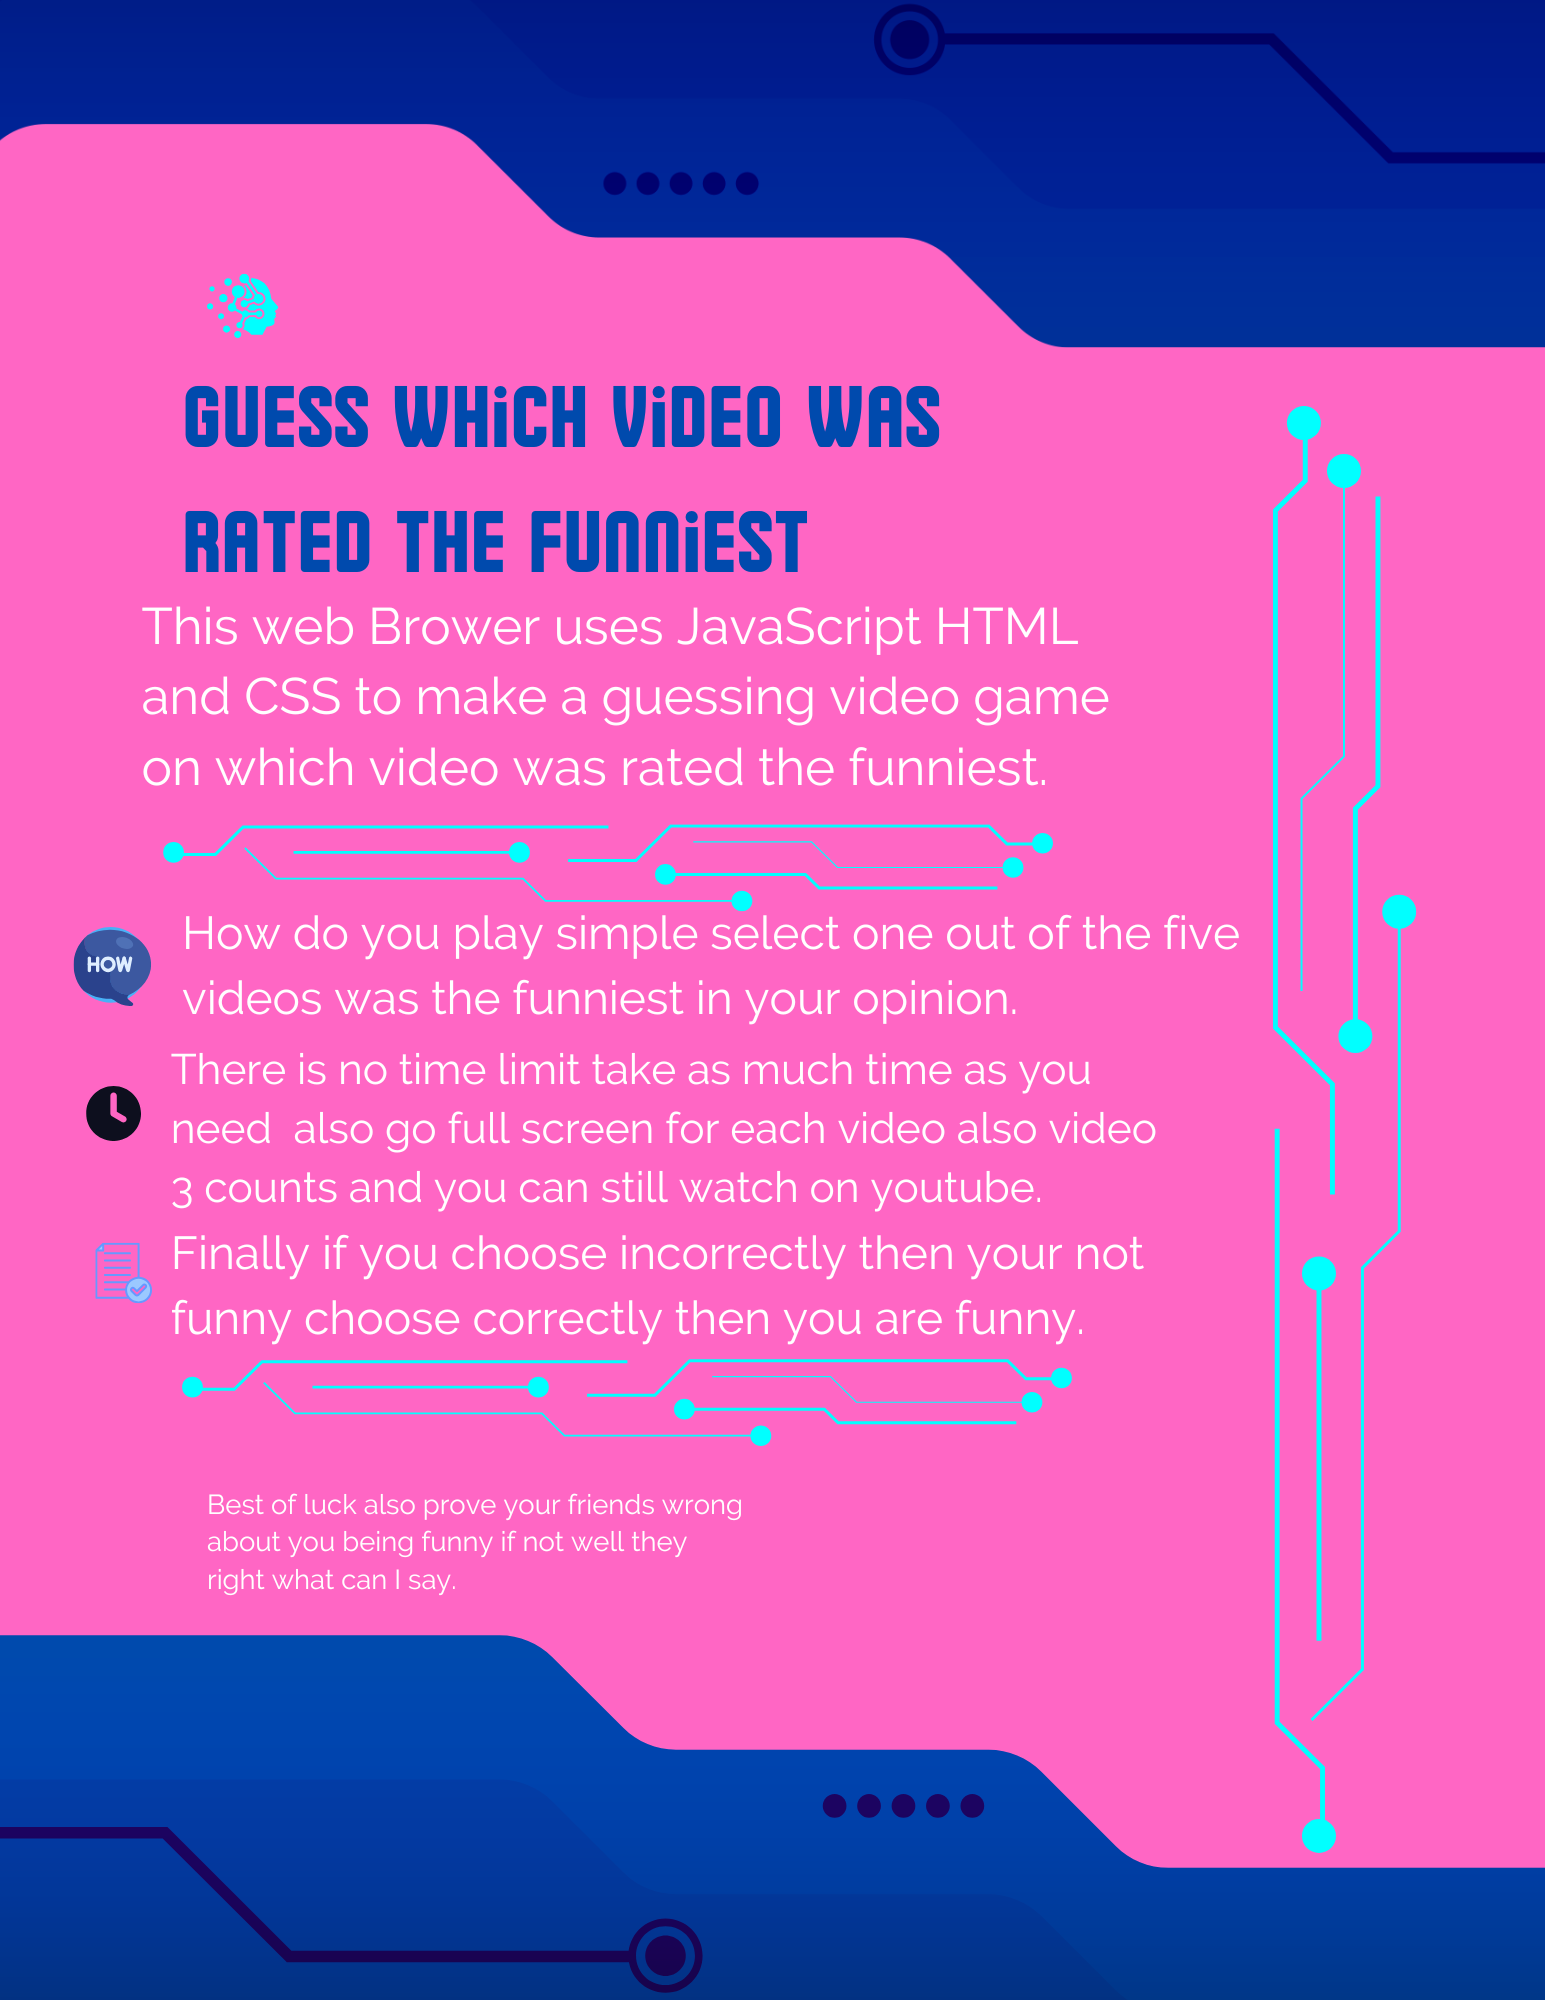 GUESS WHiCH ViDEO WAS
RATED THE FUNNiEST
This web Brower uses JavaScript HTML
and CSS to make a guessing video game
on which video was rated the funniest.
How do you play simple select one out of the five
HOW
videos was the funniest in your opinion.
There is no time limit take as much time as you
need  also go full screen for each video also video
3 counts and you can still watch on youtube.
Finally if you choose incorrectly then your not
funny choose correctly then you are funny.
Best of luck also prove your friends wrong
about you being funny if not well they
right what can I say.